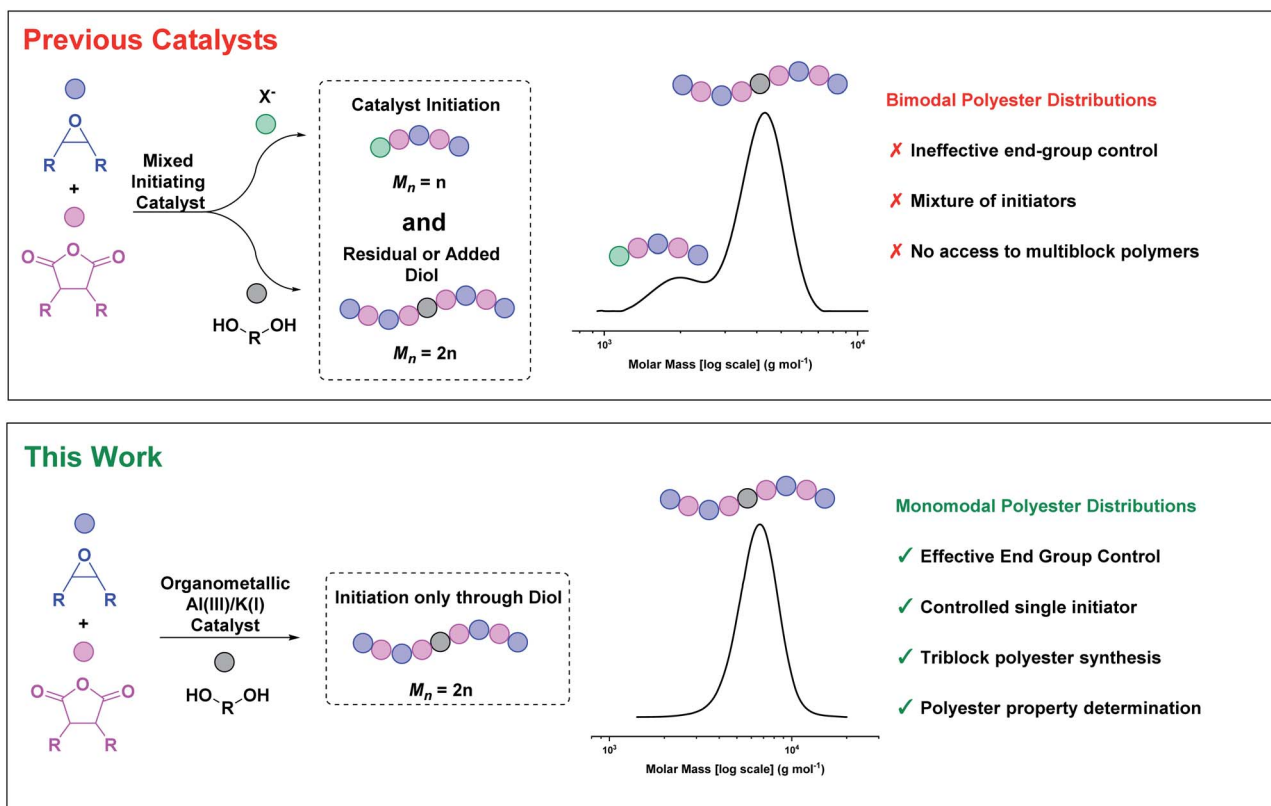 Previous Catalysts
O
R
R
+
O
O
O
R
R
Mixed
Initiating
Catalyst
X⁻
HO
R
OH
Catalyst Initiation
Mn = n
and
Residual or Added
Diol
Mn = 2n
10³
10⁴
Molar Mass [log scale] (g mol⁻¹)
Bimodal Polyester Distributions
✗ Ineffective end-group control
✗ Mixture of initiators
✗ No access to multiblock polymers
This Work
O
R
R
+
O
O
O
R
R
Organometallic
Al(III)/K(I)
Catalyst
HO
R
OH
Initiation only through Diol
Mn = 2n
10³
10⁴
Molar Mass [log scale] (g mol⁻¹)
Monomodal Polyester Distributions
✓ Effective End Group Control
✓ Controlled single initiator
✓ Triblock polyester synthesis
✓ Polyester property determination